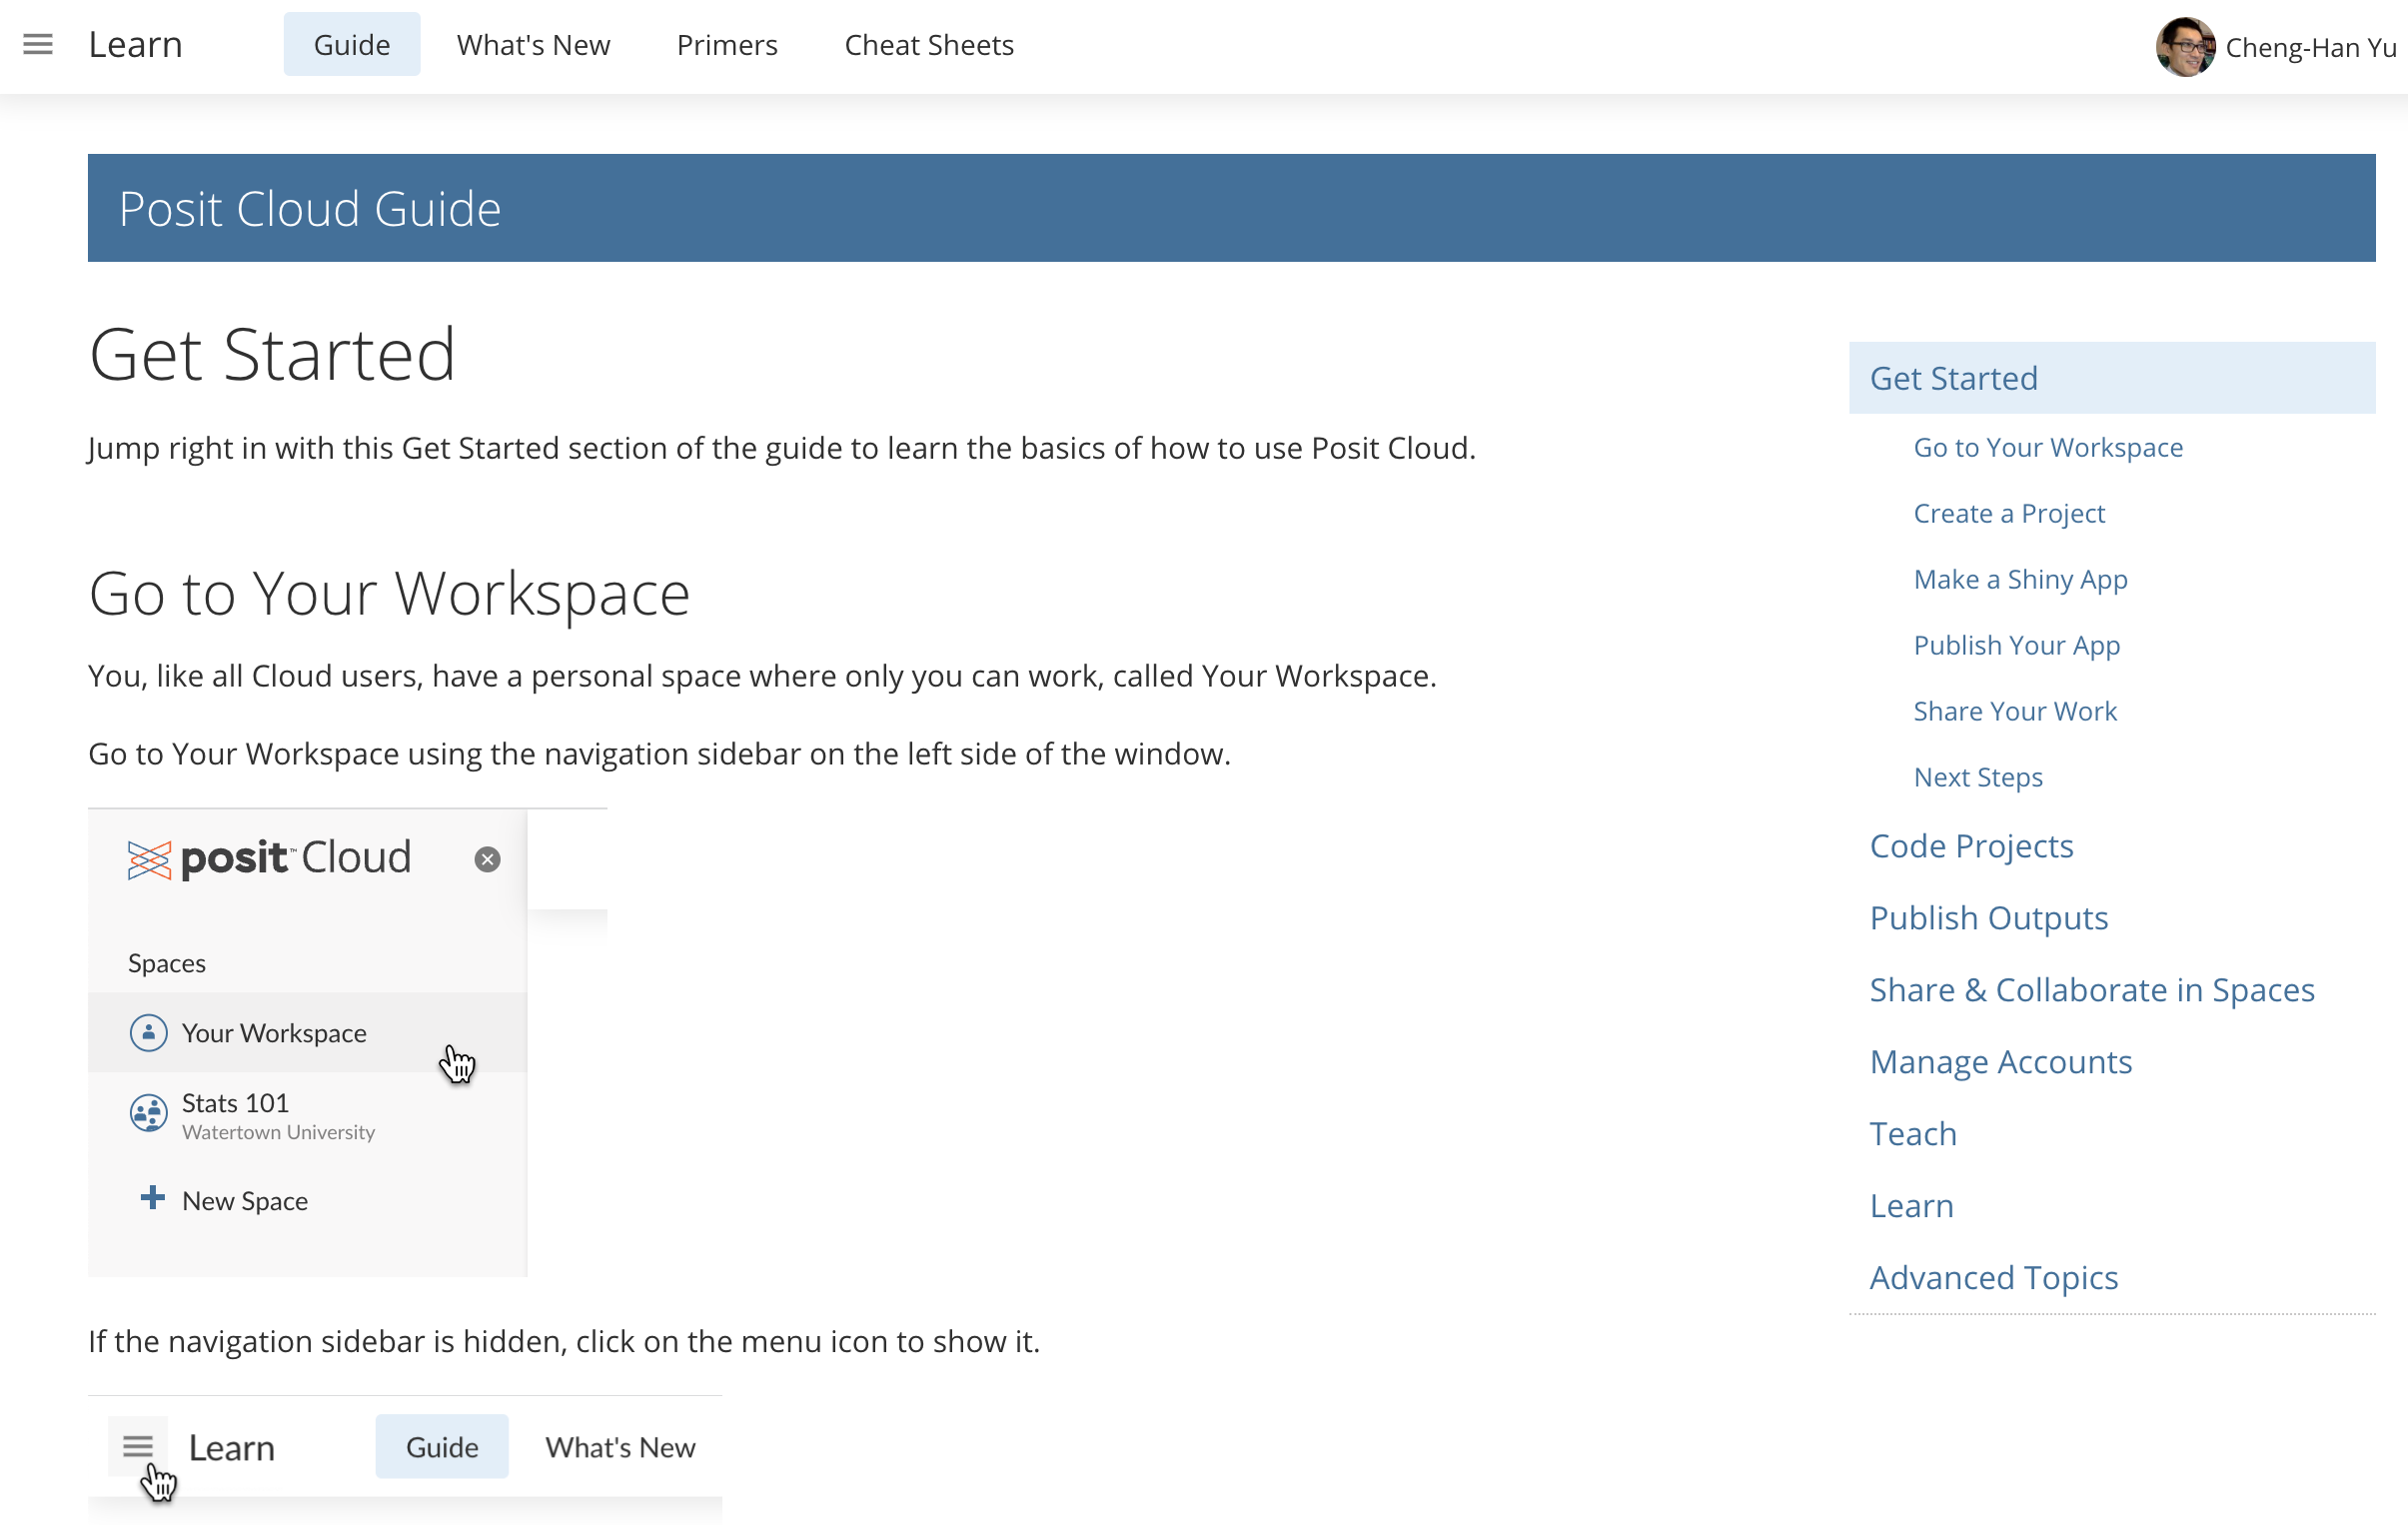 Learn
Guide
What's New
Primers
Cheat Sheets
Cheng-Han Yu
Posit Cloud Guide
Get Started
Jump right in with this Get Started section of the guide to learn the basics of how to use Posit Cloud.
Go to Your Workspace
You, like all Cloud users, have a personal space where only you can work, called Your Workspace.
Go to Your Workspace using the navigation sidebar on the left side of the window.
posit™ Cloud
Spaces
Your Workspace
Stats 101
Watertown University
New Space
If the navigation sidebar is hidden, click on the menu icon to show it.
Learn
Guide
What's New
Get Started
Go to Your Workspace
Create a Project
Make a Shiny App
Publish Your App
Share Your Work
Next Steps
Code Projects
Publish Outputs
Share & Collaborate in Spaces
Manage Accounts
Teach
Learn
Advanced Topics